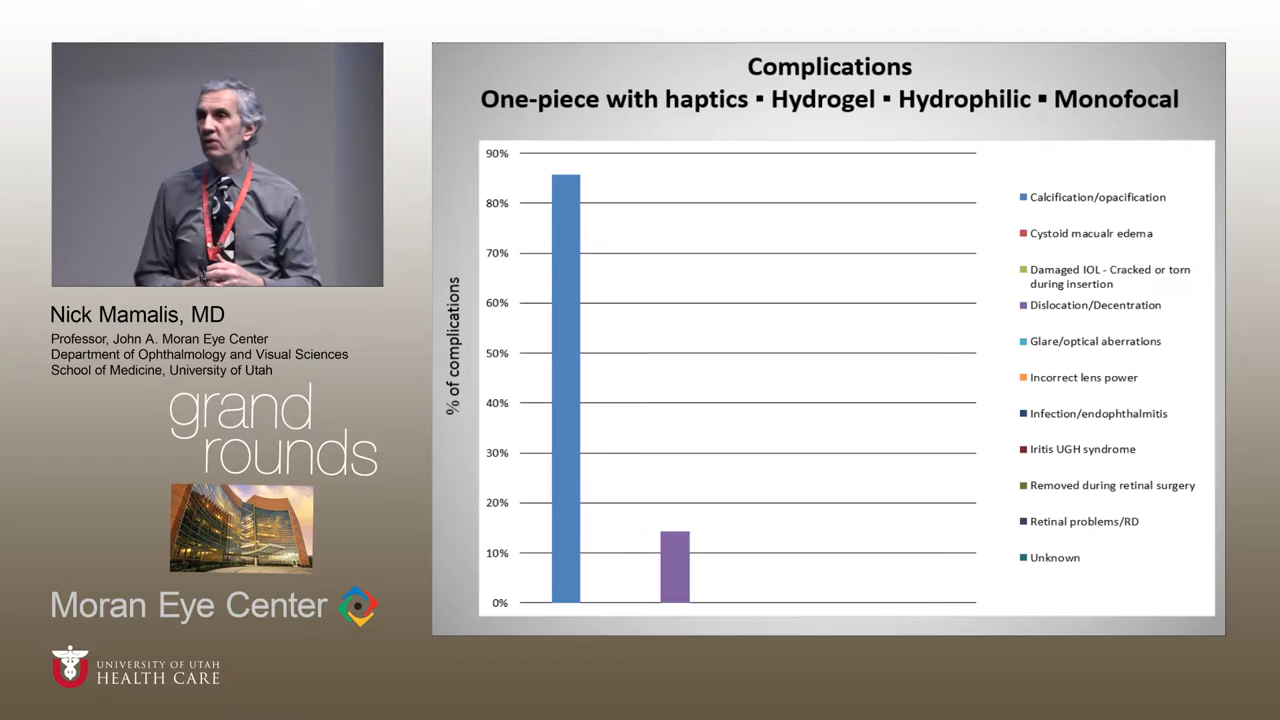 Complications
One-piece with haptics ▪ Hydrogel ▪ Hydrophilic ▪ Monofocal
% of complications
90%
80%
70%
60%
50%
40%
30%
20%
10%
0%
Calcification/opacification
Cystoid macualr edema
Damaged IOL - Cracked or torn
during insertion
Dislocation/Decentration
Glare/optical aberrations
Incorrect lens power
Infection/endophthalmitis
Iritis UGH syndrome
Removed during retinal surgery
Retinal problems/RD
Unknown
Nick Mamalis, MD
Professor, John A. Moran Eye Center
Department of Ophthalmology and Visual Sciences
School of Medicine, University of Utah
grand
rounds
Moran Eye Center
UNIVERSITY OF UTAH
HEALTH CARE